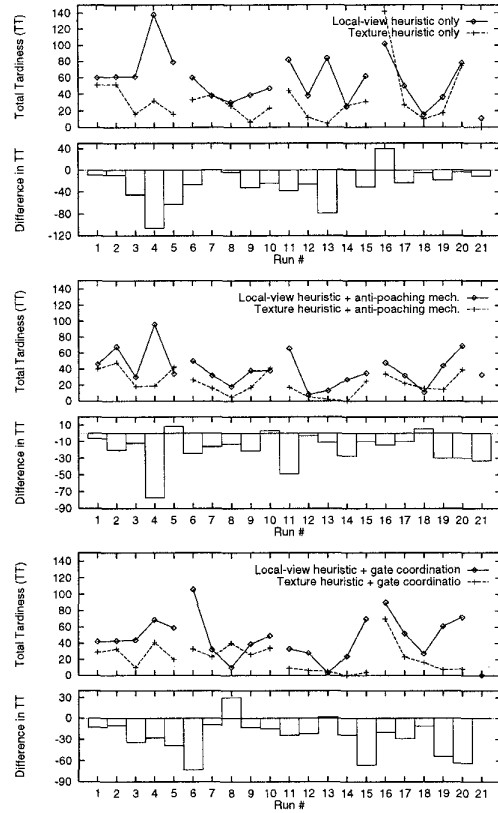 140
120
100
80
60
40
20
0
Total Tardiness (TT)
Local-view heuristic only
Texture heuristic only
40
0
-40
-80
-120
Difference in TT
1 2 3 4 5 6 7 8 9 10 11 12 13 14 15 16 17 18 19 20 21
Run #
140
120
100
80
60
40
20
0
Total Tardiness (TT)
Local-view heuristic + anti-poaching mech.
Texture heuristic + anti-poaching mech.
10
-10
-30
-50
-70
-90
Difference in TT
1 2 3 4 5 6 7 8 9 10 11 12 13 14 15 16 17 18 19 20 21
Run #
140
120
100
80
60
40
20
0
Total Tardiness (TT)
Local-view heuristic + gate coordination
Texture heuristic + gate coordinatio
30
0
-30
-60
-90
Difference in TT
1 2 3 4 5 6 7 8 9 10 11 12 13 14 15 16 17 18 19 20 21
Run #